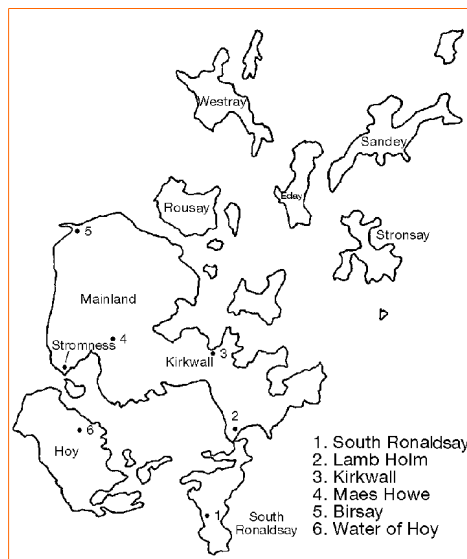 Westray
Sandey
Eday
Rousay
Stronsay
5
Mainland
4
Stromness
3
Kirkwall
2
6
Hoy
1
South
Ronaldsay
1. South Ronaldsay
2. Lamb Holm
3. Kirkwall
4. Maes Howe
5. Birsay
6. Water of Hoy